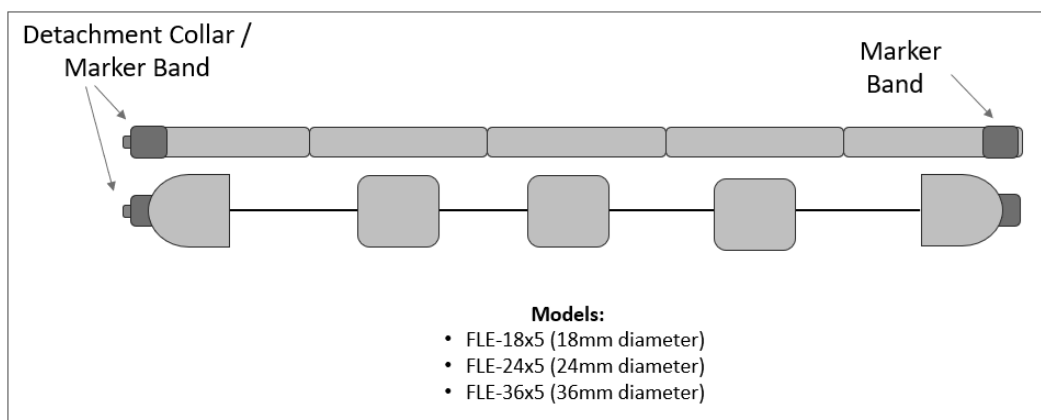 Detachment Collar /
Marker Band
Marker
Band
Models:
• FLE-18x5 (18mm diameter)
• FLE-24x5 (24mm diameter)
• FLE-36x5 (36mm diameter)